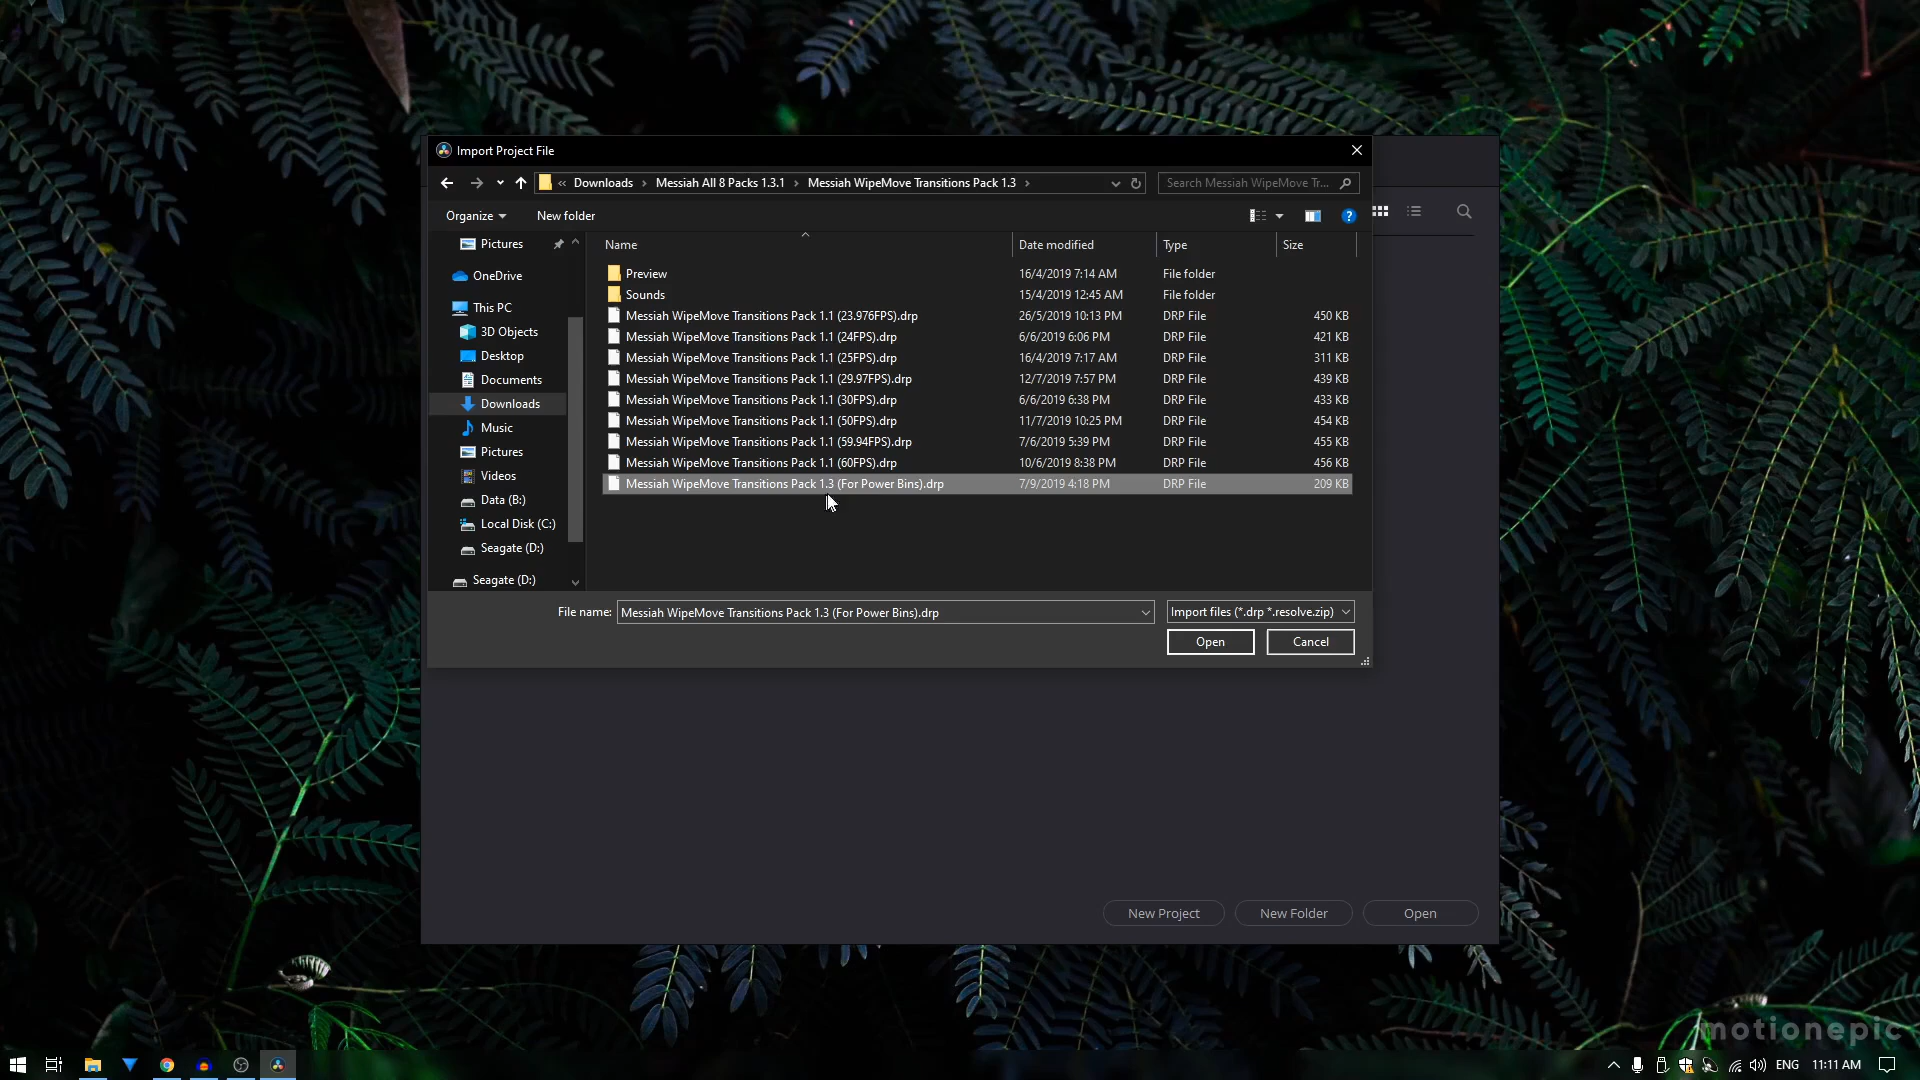 Import Project File
« Downloads › Messiah All 8 Packs 1.3.1 › Messiah WipeMove Transitions Pack 1.3 ›
Search Messiah WipeMove Tr...
Organize
New folder
Name Date modified Type Size
Preview 16/4/2019 7:14 AM File folder
Sounds 15/4/2019 12:45 AM File folder
Messiah WipeMove Transitions Pack 1.1 (23.976FPS).drp 26/5/2019 10:13 PM DRP File 450 KB
Messiah WipeMove Transitions Pack 1.1 (24FPS).drp 6/6/2019 6:06 PM DRP File 421 KB
Messiah WipeMove Transitions Pack 1.1 (25FPS).drp 16/4/2019 7:17 AM DRP File 311 KB
Messiah WipeMove Transitions Pack 1.1 (29.97FPS).drp 12/7/2019 7:57 PM DRP File 439 KB
Messiah WipeMove Transitions Pack 1.1 (30FPS).drp 6/6/2019 6:38 PM DRP File 433 KB
Messiah WipeMove Transitions Pack 1.1 (50FPS).drp 11/7/2019 10:25 PM DRP File 454 KB
Messiah WipeMove Transitions Pack 1.1 (59.94FPS).drp 7/6/2019 5:39 PM DRP File 455 KB
Messiah WipeMove Transitions Pack 1.1 (60FPS).drp 10/6/2019 8:38 PM DRP File 456 KB
Messiah WipeMove Transitions Pack 1.3 (For Power Bins).drp 7/9/2019 4:18 PM DRP File 209 KB
Pictures
OneDrive
This PC
3D Objects
Desktop
Documents
Downloads
Music
Pictures
Videos
Data (B:)
Local Disk (C:)
Seagate (D:)
Seagate (D:)
File name: Messiah WipeMove Transitions Pack 1.3 (For Power Bins).drp
Import files (*.drp *.resolve.zip)
Open
Cancel
New Project
New Folder
Open
motionepic
ENG
11:11 AM